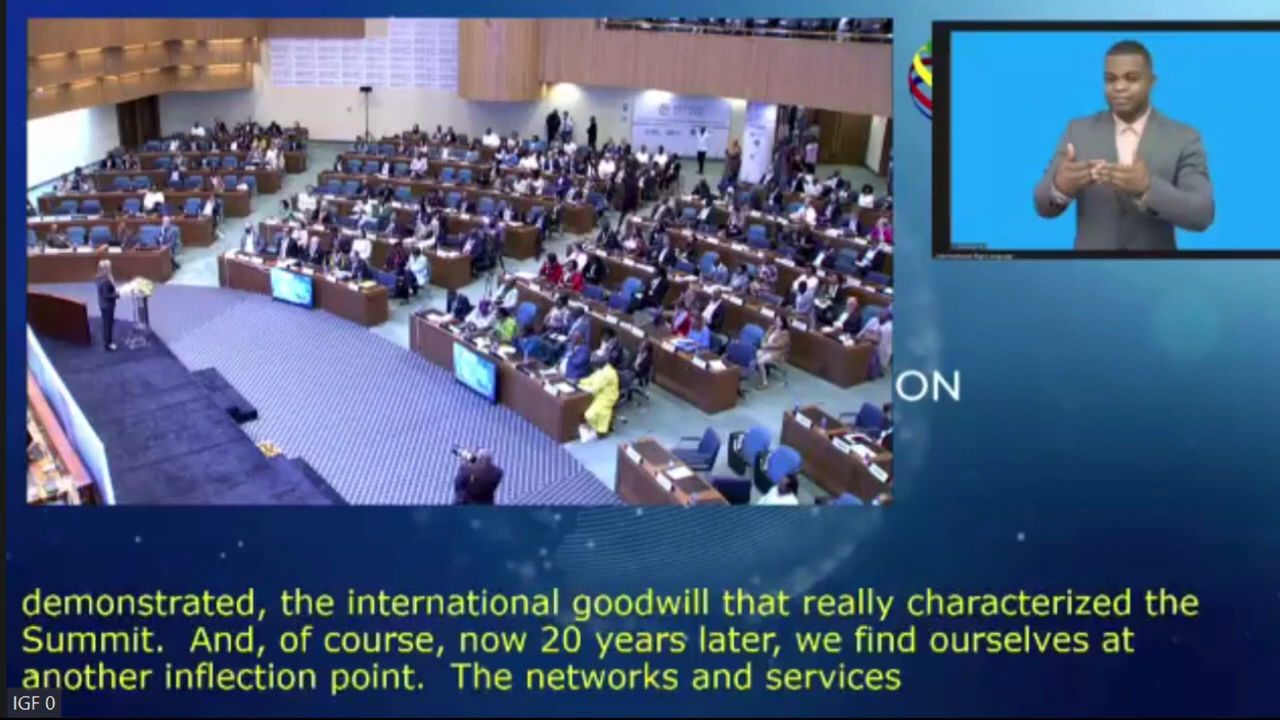 ON
demonstrated, the international goodwill that really characterized the
Summit.  And, of course, now 20 years later, we find ourselves at
another inflection point.  The networks and services
IGF 0